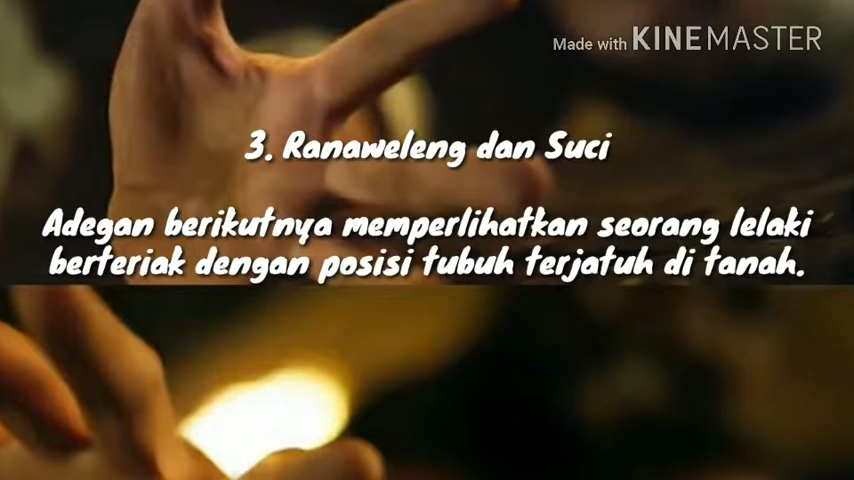 Made with KINEMASTER
3. Ranaweleng dan Suci
Adegan berikutnya memperlihatkan seorang lelaki
berteriak dengan posisi tubuh terjatuh di tanah.